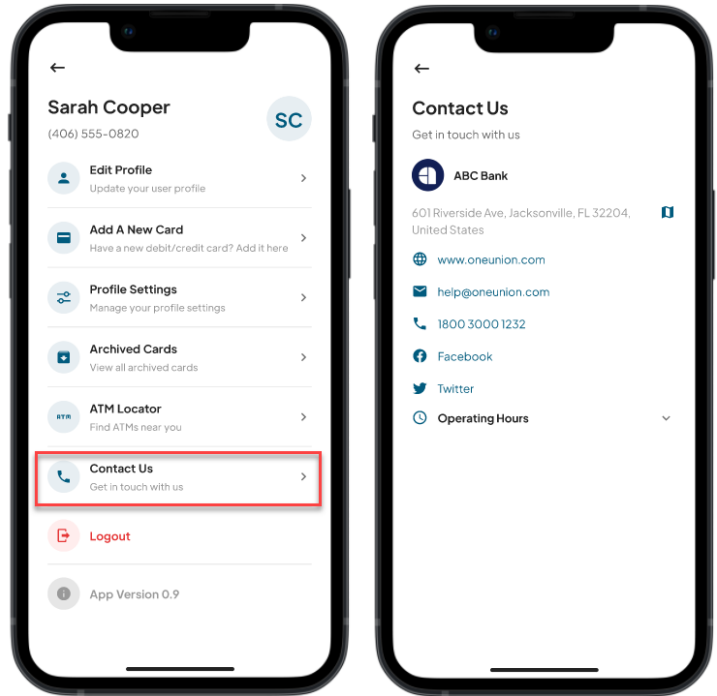 Sarah Cooper
(406) 555-0820
SC
Edit Profile
Update your user profile
Add A New Card
Have a new debit/credit card? Add it here
Profile Settings
Manage your profile settings
Archived Cards
View all archived cards
ATM
ATM Locator
Find ATMs near you
Contact Us
Get in touch with us
Logout
App Version 0.9
Contact Us
Get in touch with us
ABC Bank
601 Riverside Ave, Jacksonville, FL 32204,
United States
www.oneunion.com
help@oneunion.com
1800 3000 1232
Facebook
Twitter
Operating Hours